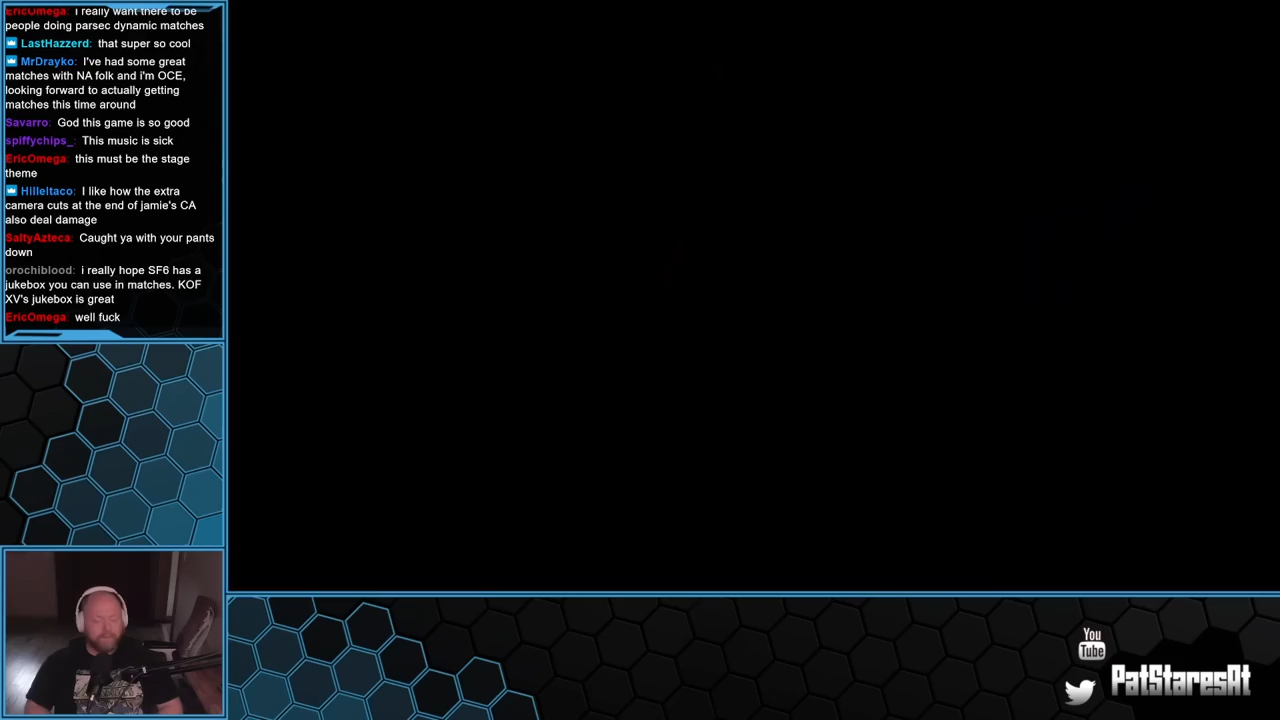 EricOmega: I really want there to be
people doing parsec dynamic matches
LastHazzerd: that super so cool
MrDrayko: I've had some great
matches with NA folk and i'm OCE,
looking forward to actually getting
matches this time around
Savarro: God this game is so good
spiffychips_: This music is sick
EricOmega: this must be the stage
theme
Hilleltaco: I like how the extra
camera cuts at the end of jamie's CA
also deal damage
SaltyAzteca: Caught ya with your pants
down
orochiblood: i really hope SF6 has a
jukebox you can use in matches. KOF
XV's jukebox is great
EricOmega: well fuck
You
Tube
PatStaresAt